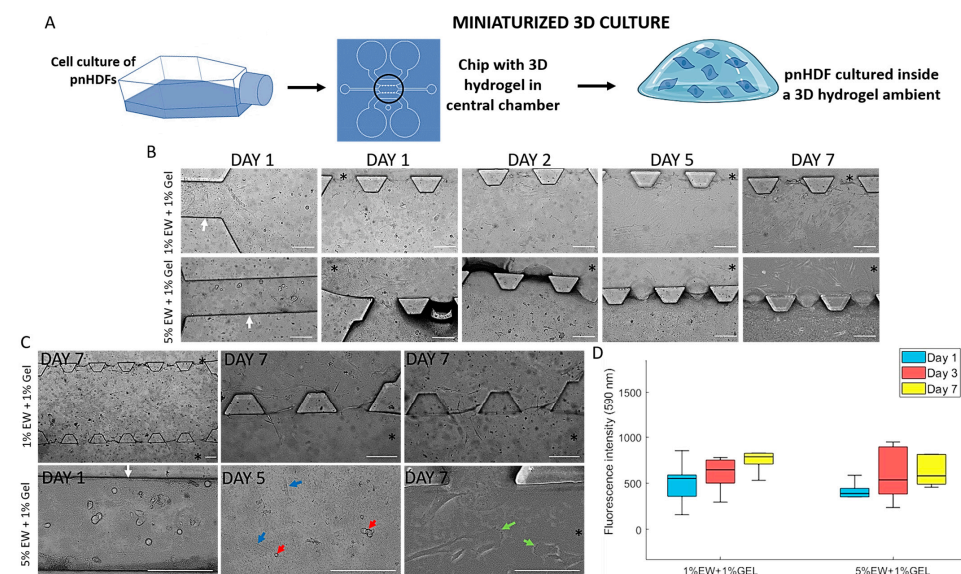 A
MINIATURIZED 3D CULTURE
Cell culture of
pnHDFs
Chip with 3D
hydrogel in
central chamber
pnHDF cultured inside
a 3D hydrogel ambient
B
DAY 1
DAY 1
DAY 2
DAY 5
DAY 7
1% EW + 1% Gel
*
*
*
5% EW + 1% Gel
*
*
*
*
C
1% EW + 1% Gel
DAY 7
*
*
DAY 7
*
DAY 7
*
5% EW + 1% Gel
DAY 1
DAY 5
DAY 7
*
D
Day 1
Day 3
Day 7
Fluorescence intensity (590 nm)
1500
1000
500
0
1%EW+1%GEL
5%EW+1%GEL